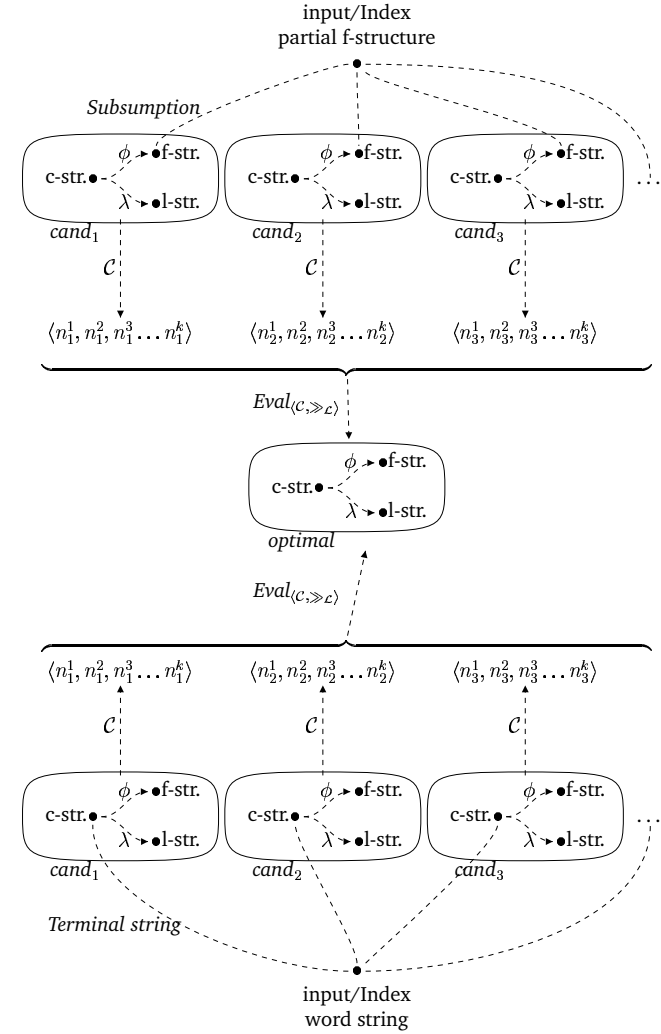 input/Index
partial f-structure
Subsumption
ϕ f-str. ϕ f-str. ϕ f-str.
c-str. c-str. c-str. ...
λ l-str. λ l-str. λ l-str.
cand₁ cand₂ cand₃
𝒞 𝒞 𝒞
⟨n₁¹, n₁², n₁³ … n₁ᵏ⟩ ⟨n₂¹, n₂², n₂³ … n₂ᵏ⟩ ⟨n₃¹, n₃², n₃³ … n₃ᵏ⟩
Eval⟨𝒞,≫ℒ⟩
ϕ f-str.
c-str.
λ l-str.
optimal
Eval⟨𝒞,≫ℒ⟩
⟨n₁¹, n₁², n₁³ … n₁ᵏ⟩ ⟨n₂¹, n₂², n₂³ … n₂ᵏ⟩ ⟨n₃¹, n₃², n₃³ … n₃ᵏ⟩
𝒞 𝒞 𝒞
ϕ f-str. ϕ f-str. ϕ f-str.
c-str. c-str. c-str. ...
λ l-str. λ l-str. λ l-str.
cand₁ cand₂ cand₃
Terminal string
input/Index
word string